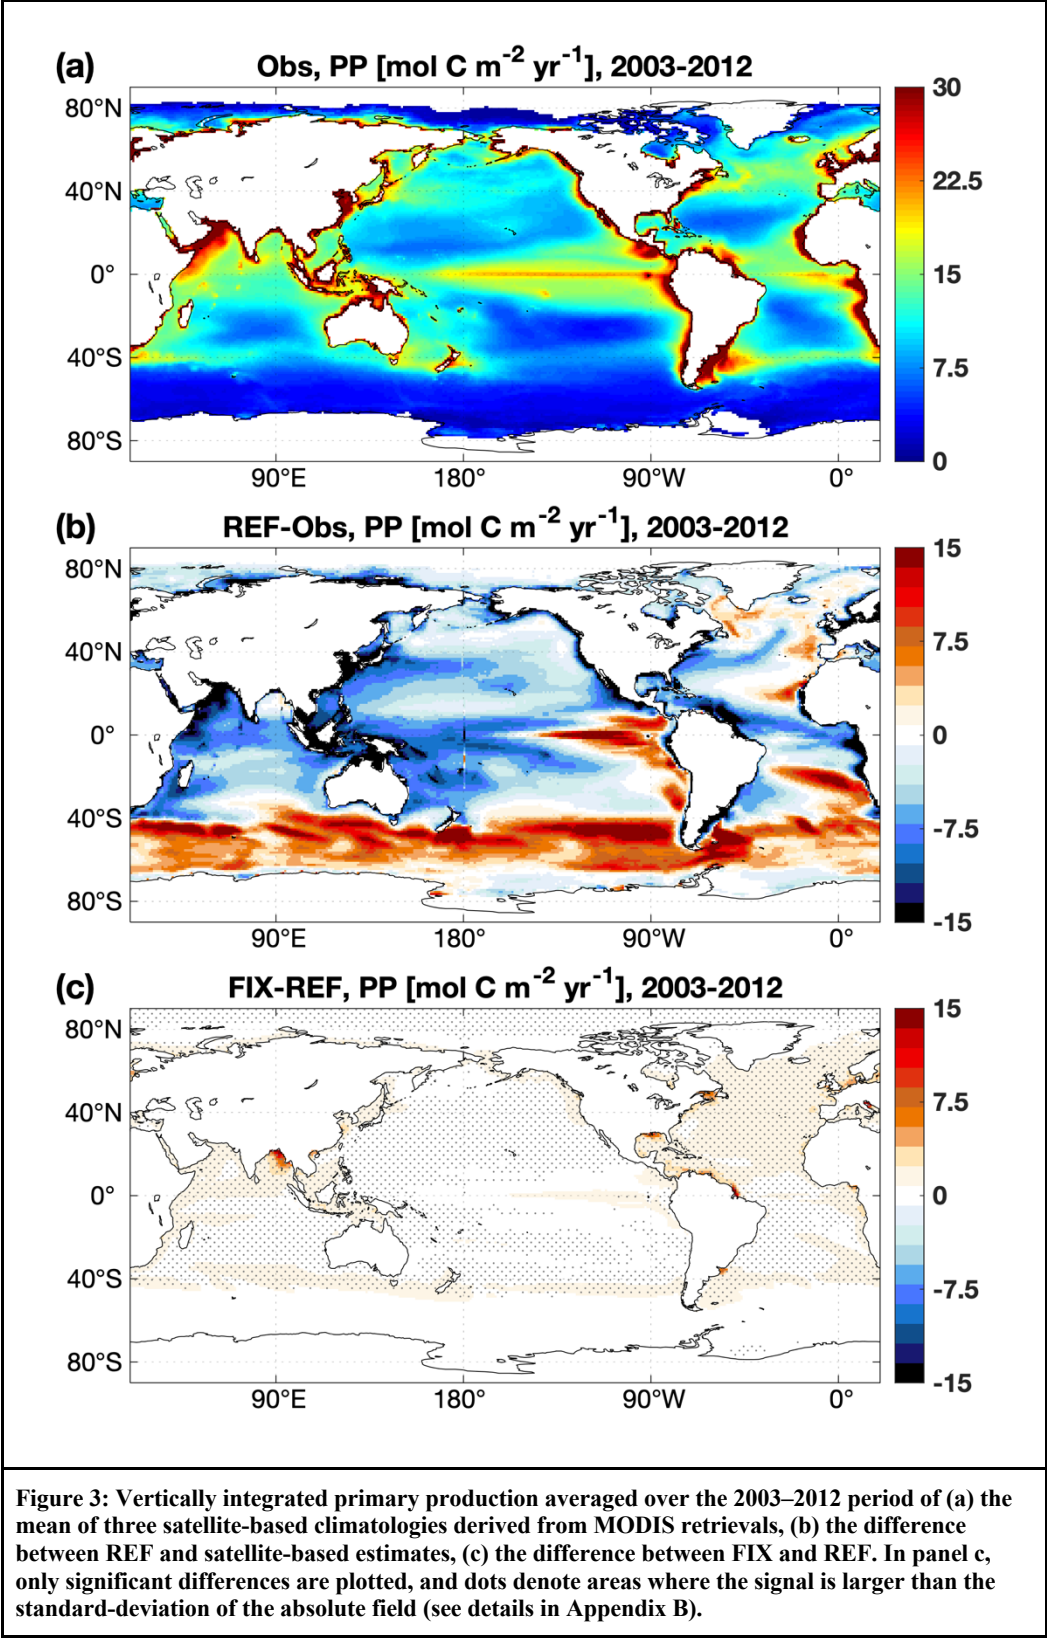 (a)
Obs, PP [mol C m-2 yr-1], 2003-2012
80°N
40°N
0°
40°S
80°S
90°E 180° 90°W 0°
30
22.5
15
7.5
0
(b)
REF-Obs, PP [mol C m-2 yr-1], 2003-2012
80°N
40°N
0°
40°S
80°S
90°E 180° 90°W 0°
15
7.5
0
-7.5
-15
(c)
FIX-REF, PP [mol C m-2 yr-1], 2003-2012
80°N
40°N
0°
40°S
80°S
90°E 180° 90°W 0°
15
7.5
0
-7.5
-15
Figure 3: Vertically integrated primary production averaged over the 2003–2012 period of (a) the
mean of three satellite-based climatologies derived from MODIS retrievals, (b) the difference
between REF and satellite-based estimates, (c) the difference between FIX and REF. In panel c,
only significant differences are plotted, and dots denote areas where the signal is larger than the
standard-deviation of the absolute field (see details in Appendix B).